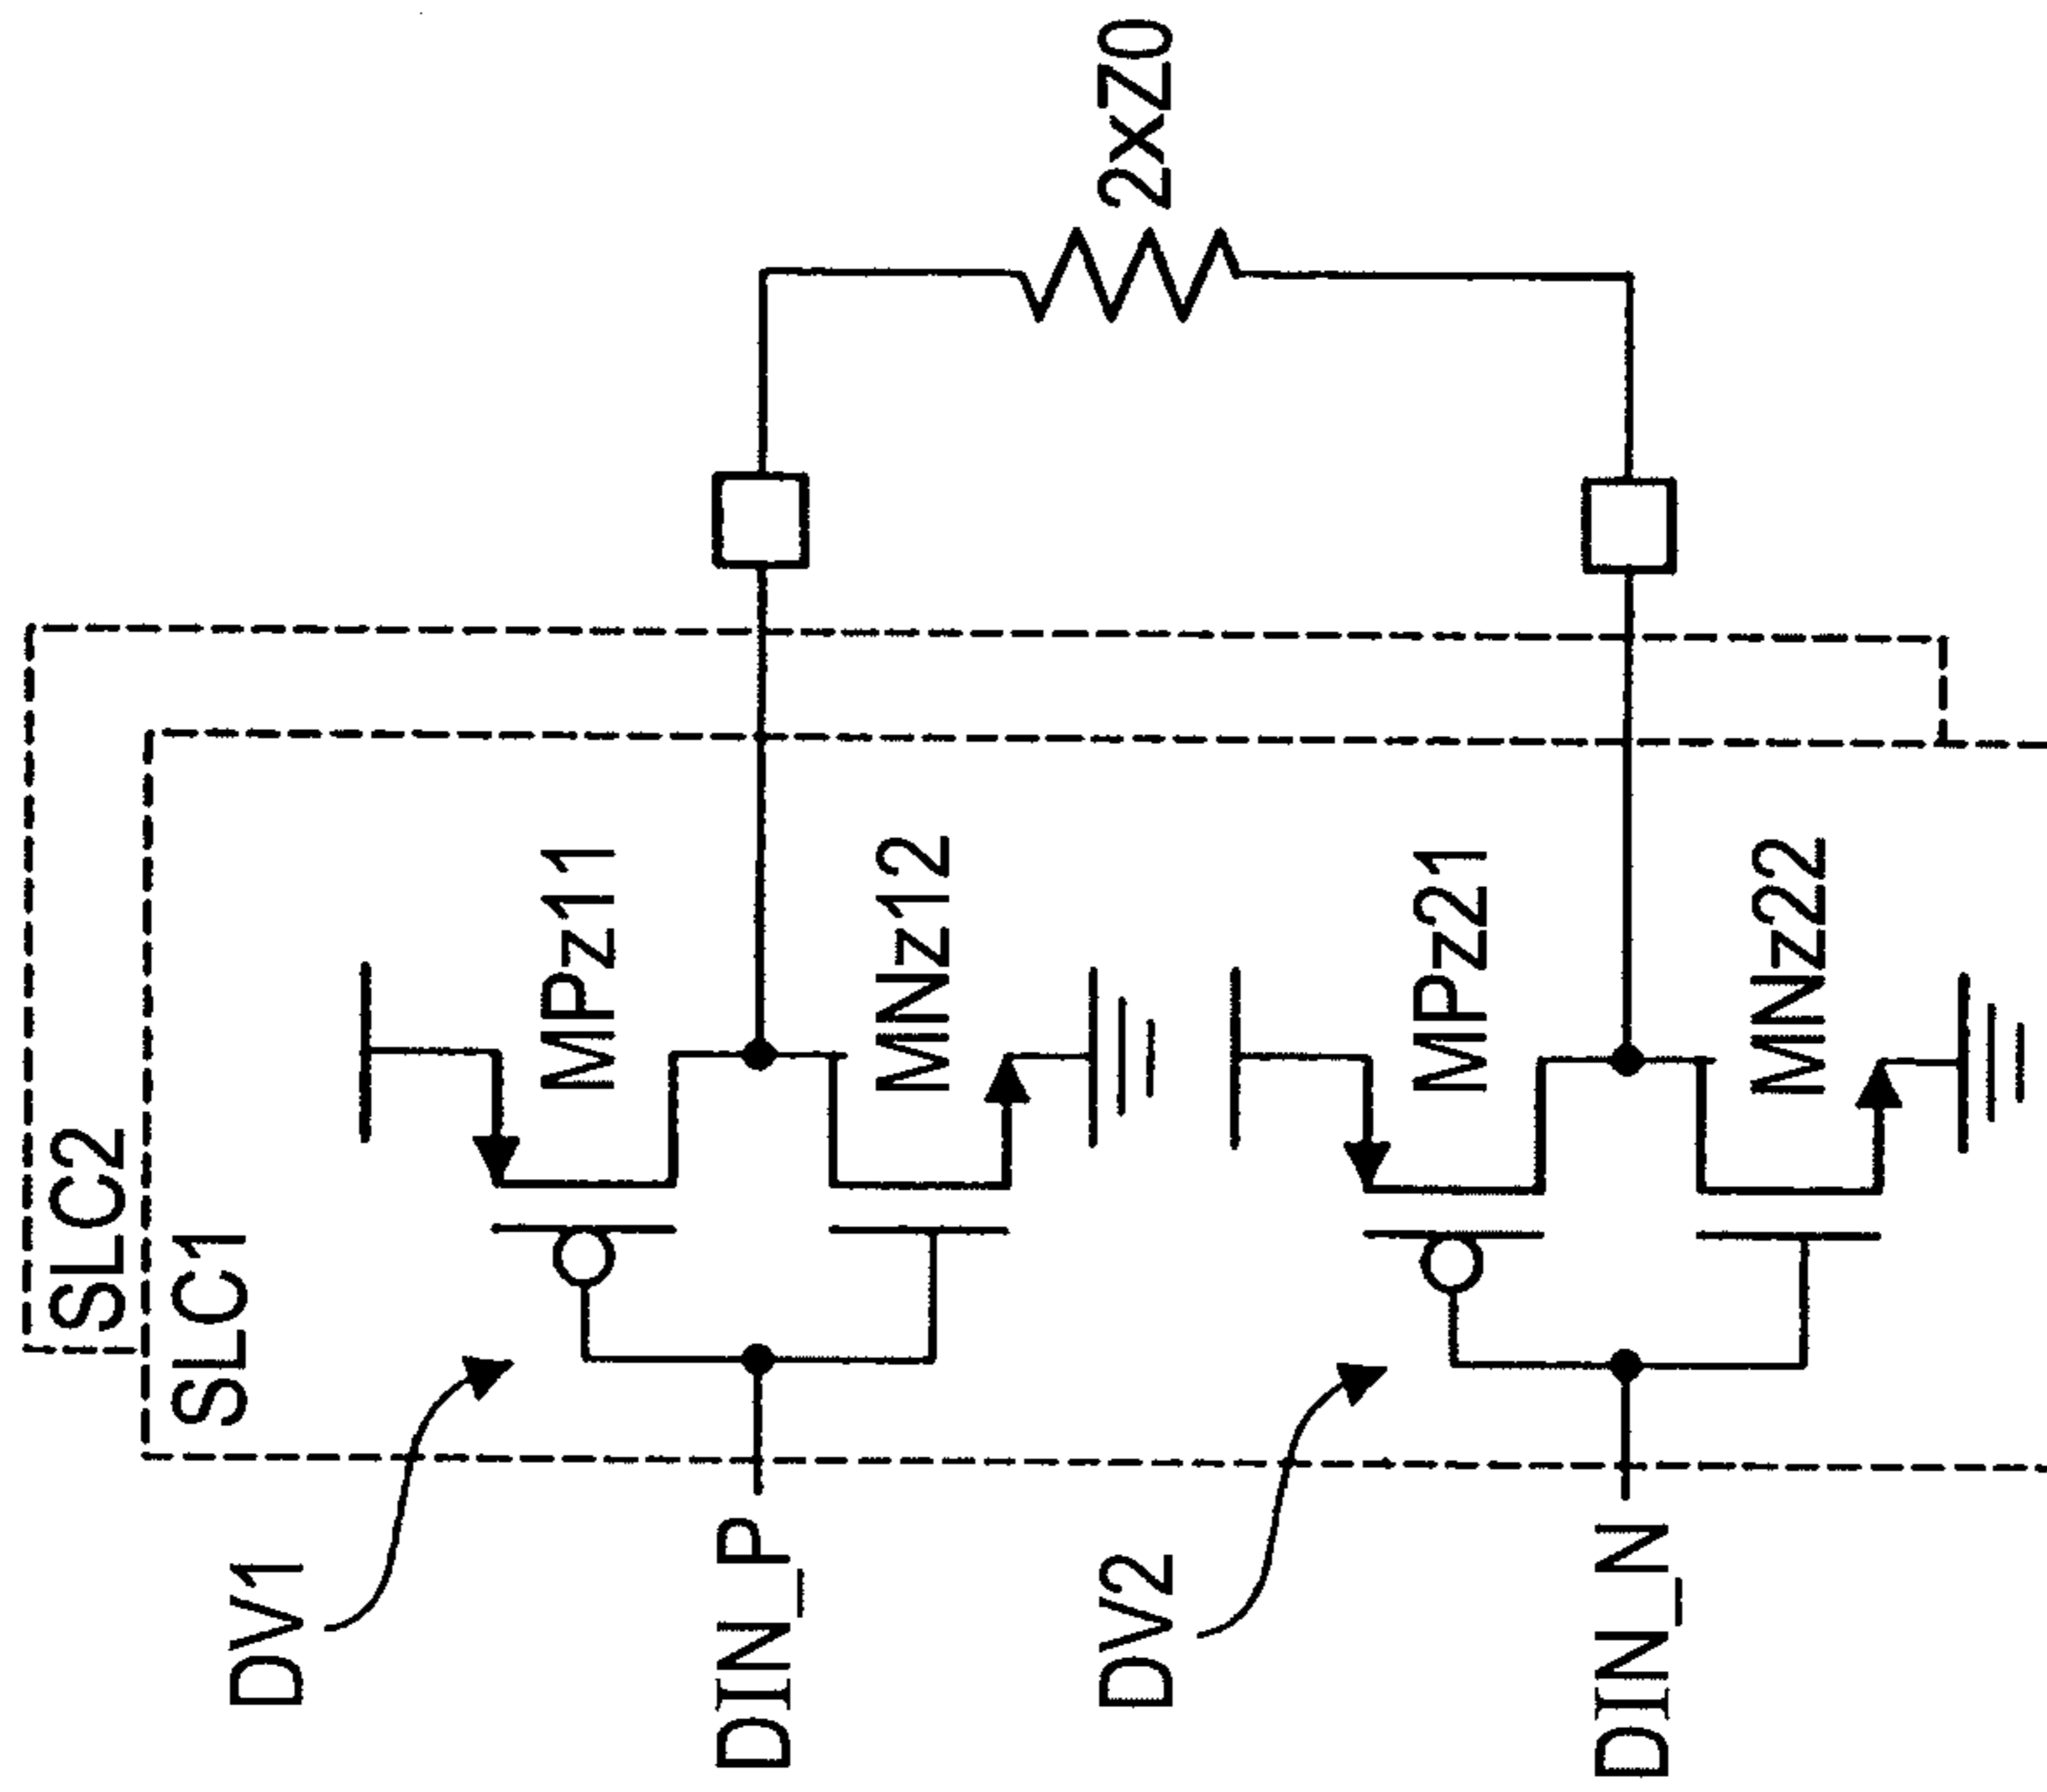 SLC2
SLC1
DV1
MPz11
DIN_P
MNz12
2xZ0
DV2
MPz21
DIN_N
MNz22